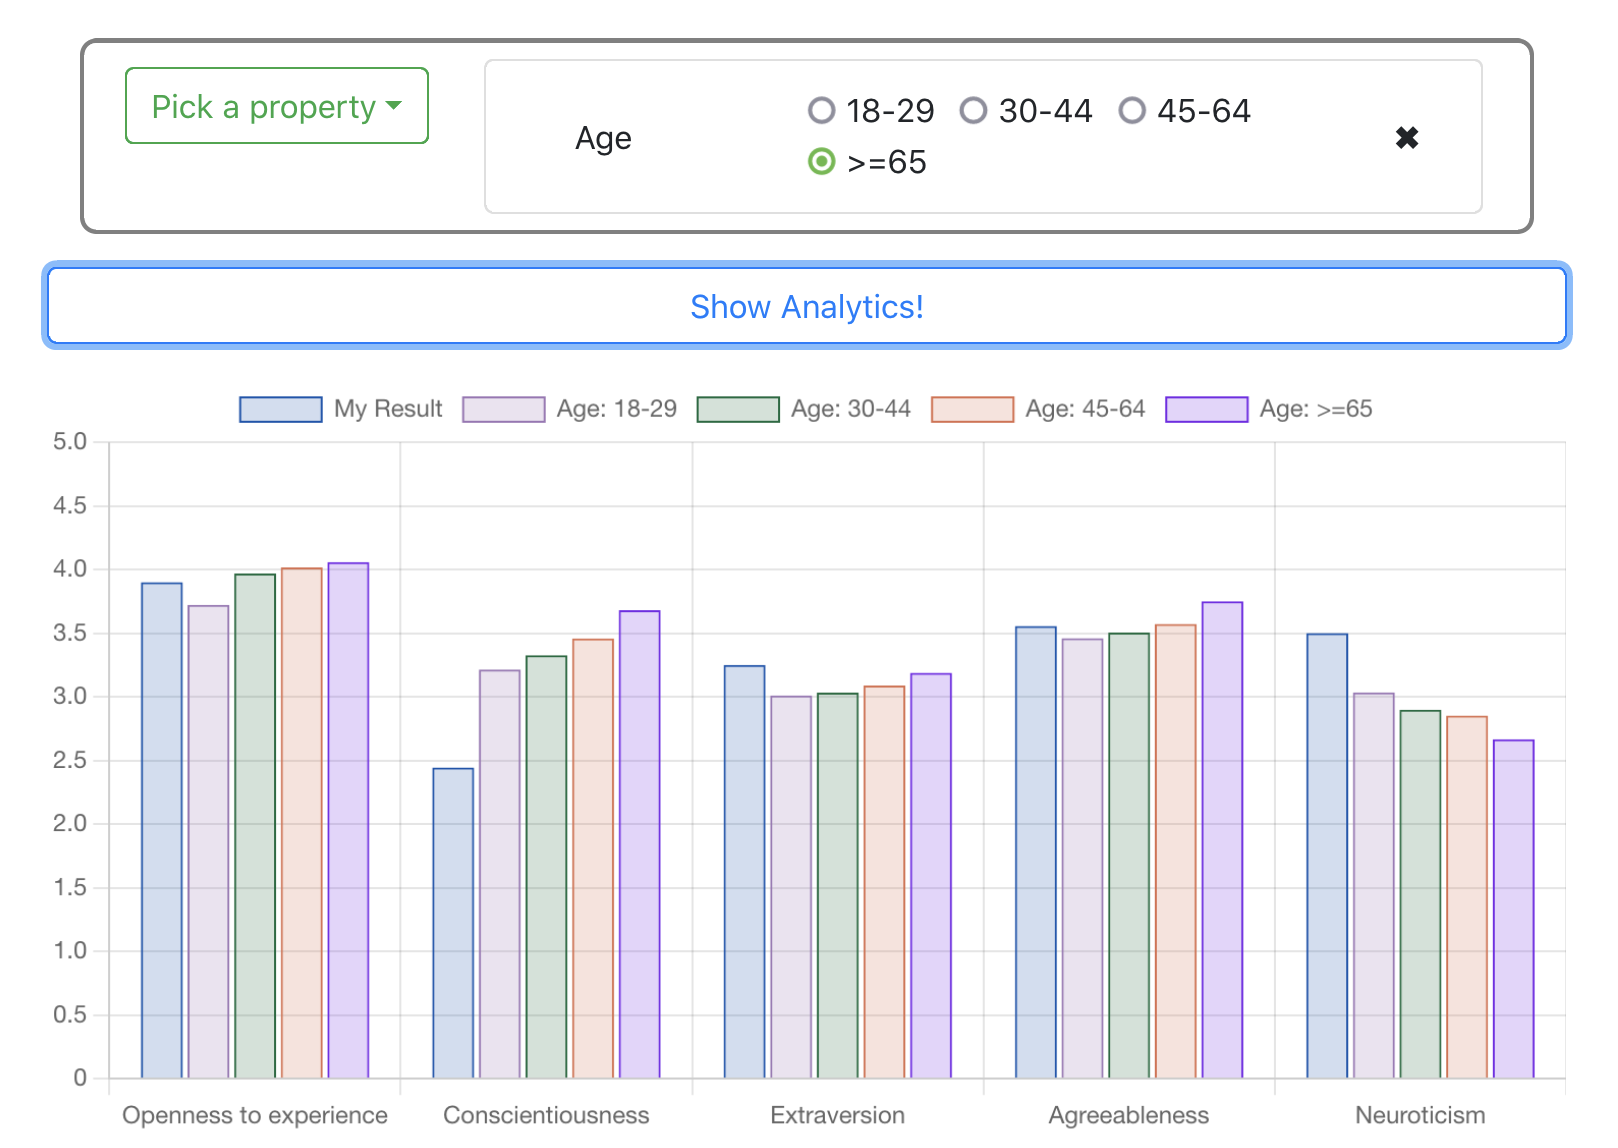 Pick a property
Age
18-29 30-44 45-64
>=65
✖
Show Analytics!
My Result Age: 18-29 Age: 30-44 Age: 45-64 Age: >=65
5.0
4.5
4.0
3.5
3.0
2.5
2.0
1.5
1.0
0.5
0
Openness to experience Conscientiousness Extraversion Agreeableness Neuroticism